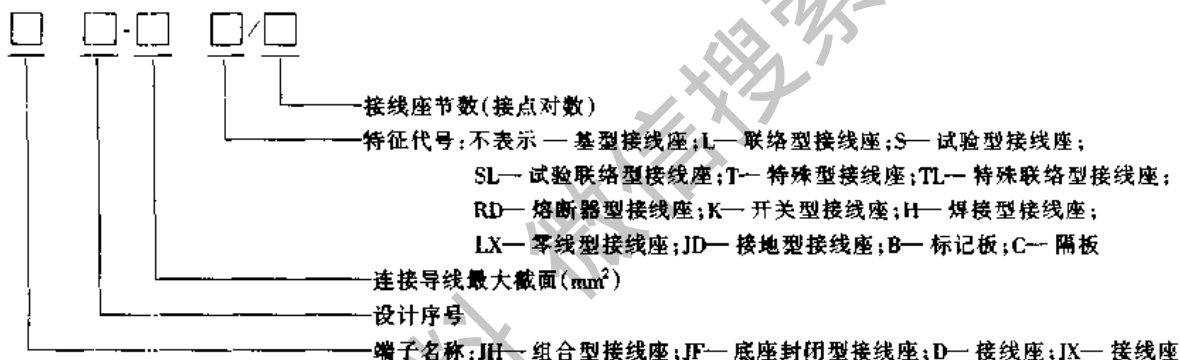 □ □-□ □/□
接线座节数(接点对数)
特征代号:不表示—基型接线座;L—联络型接线座;S—试验型接线座;
SL—试验联络型接线座;T—特殊型接线座;TL—特殊联络型接线座;
RD—熔断器型接线座;K—开关型接线座;H—焊接型接线座;
LX—零线型接线座;JD—接地型接线座;B—标记板;C—隔板
连接导线最大截面(mm²)
设计序号
端子名称:JH—组合型接线座;JF—底座封闭型接线座;D—接线座;JX—接线座
料 微信搜索